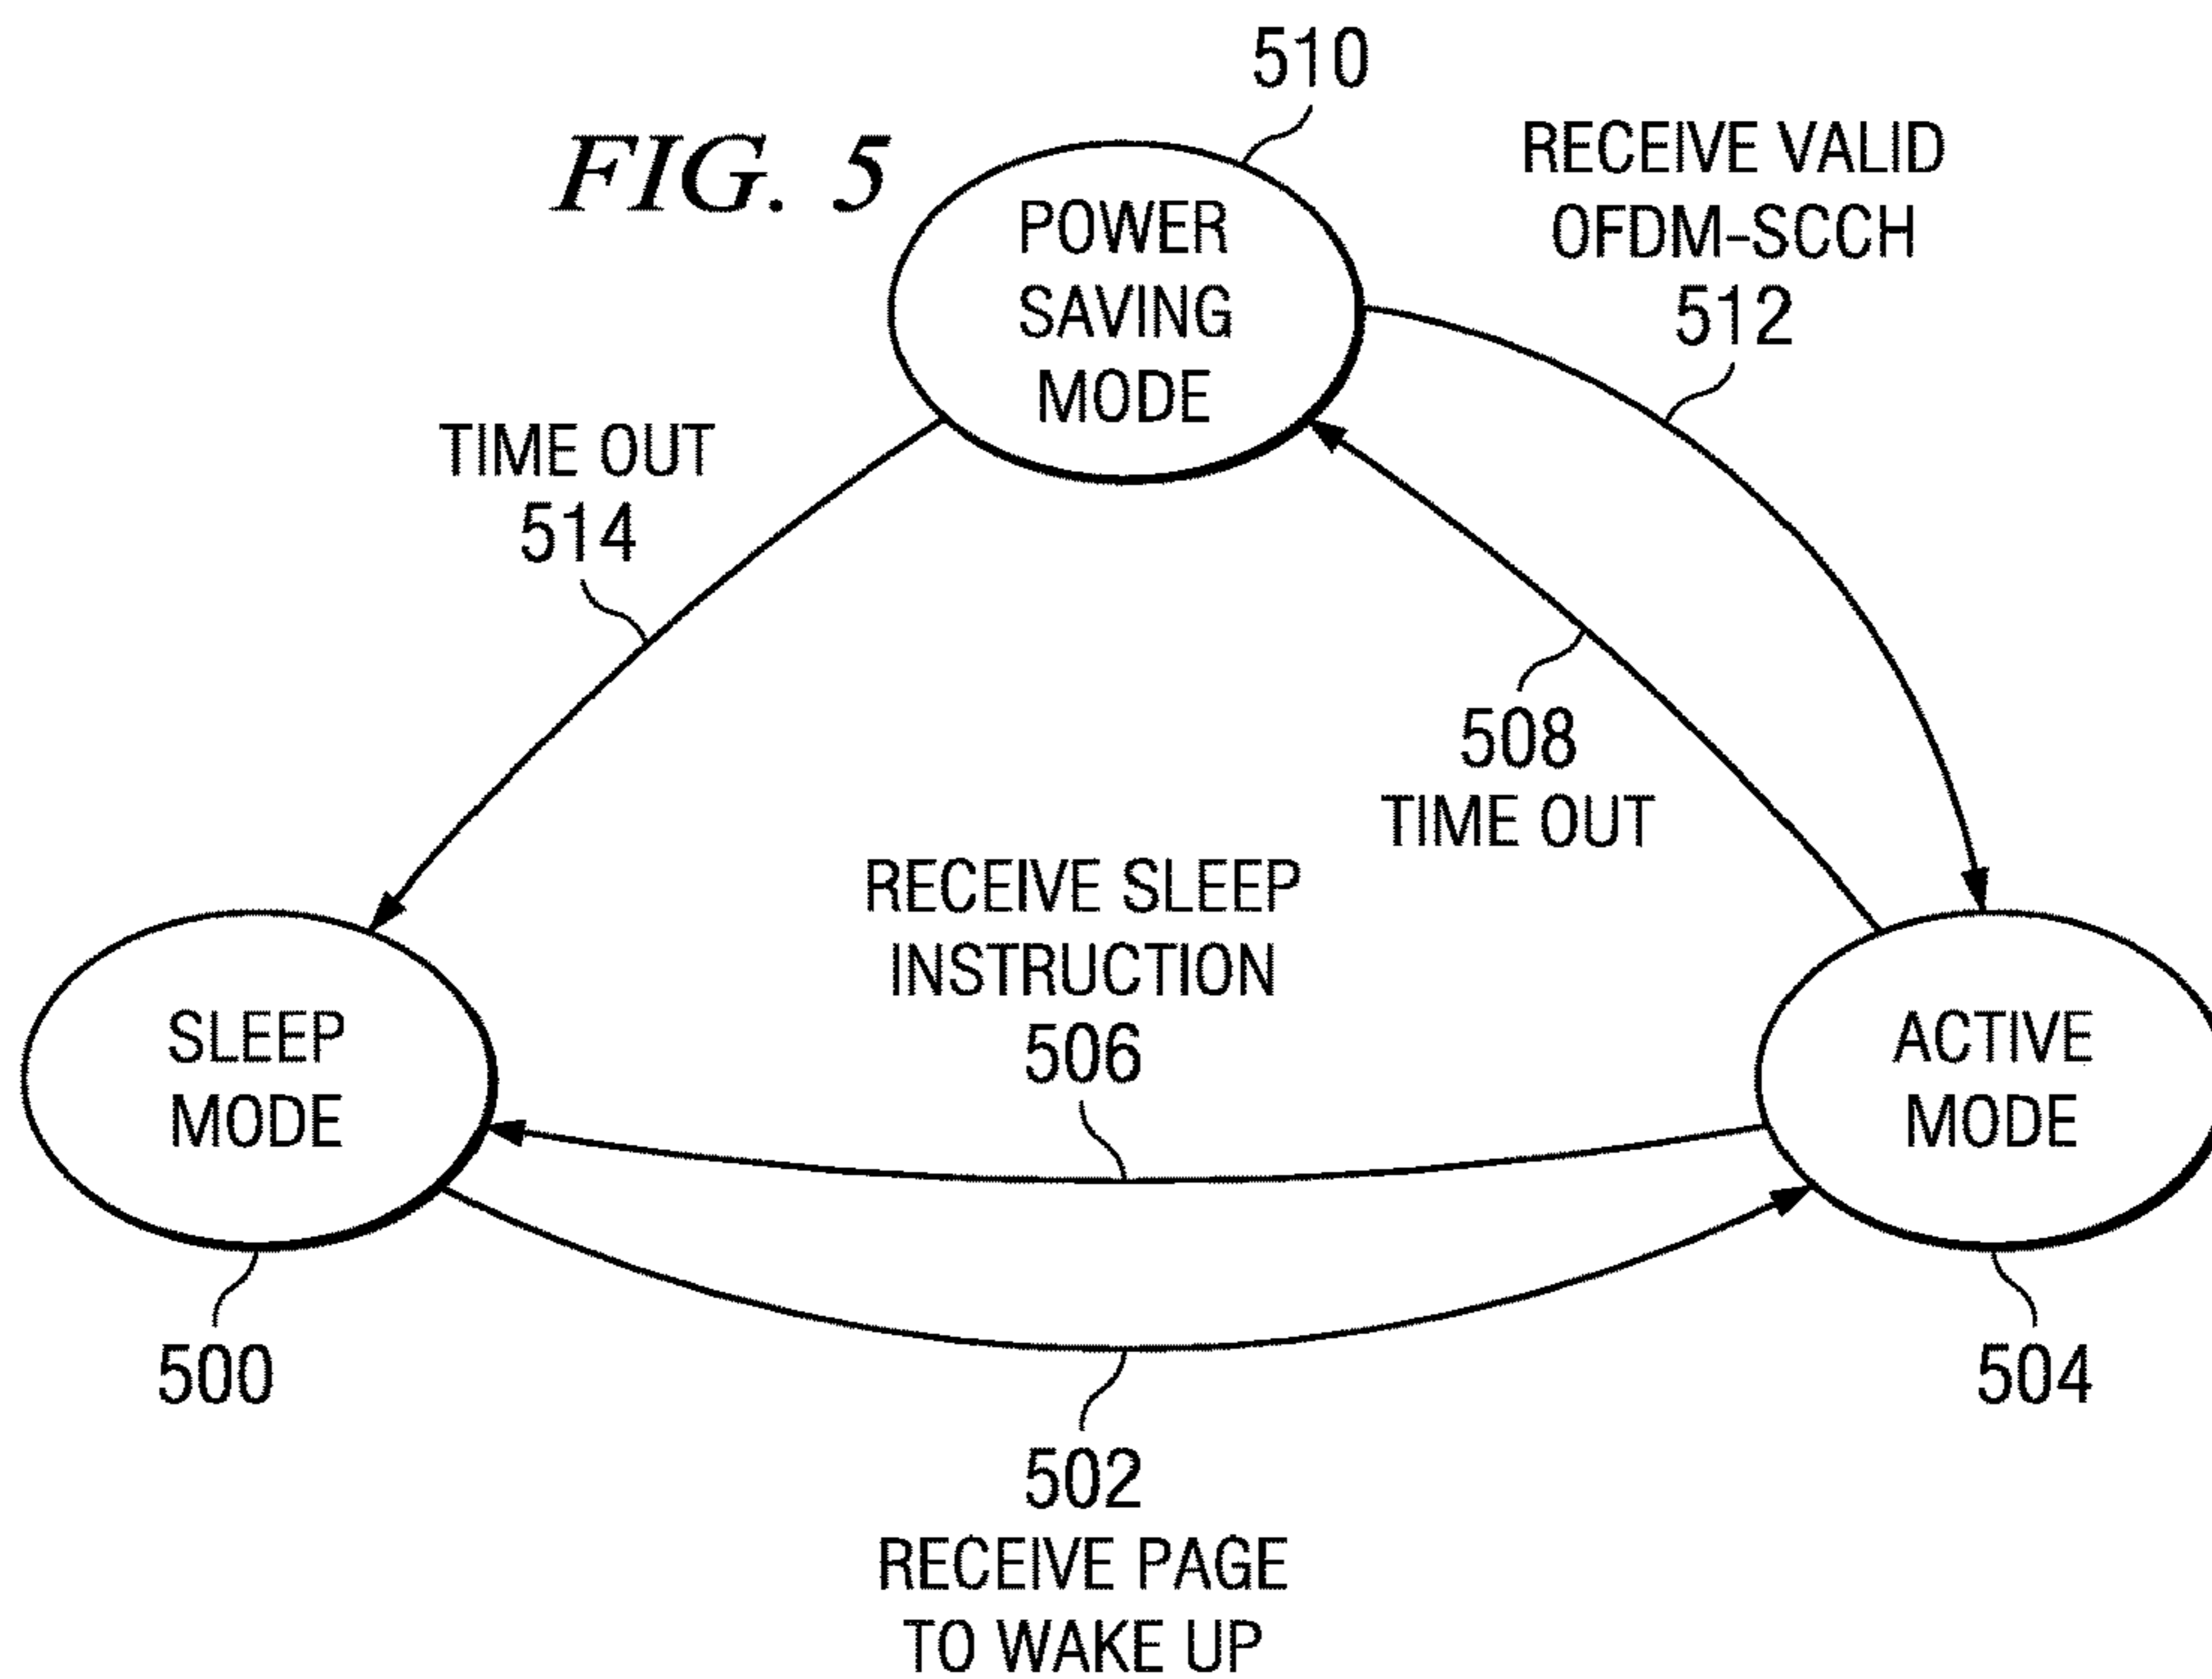 FIG. 5
510
POWER
SAVING
MODE
RECEIVE VALID
OFDM-SCCH
512
TIME OUT
514
508
TIME OUT
RECEIVE SLEEP
INSTRUCTION
506
SLEEP
MODE
500
ACTIVE
MODE
504
502
RECEIVE PAGE
TO WAKE UP